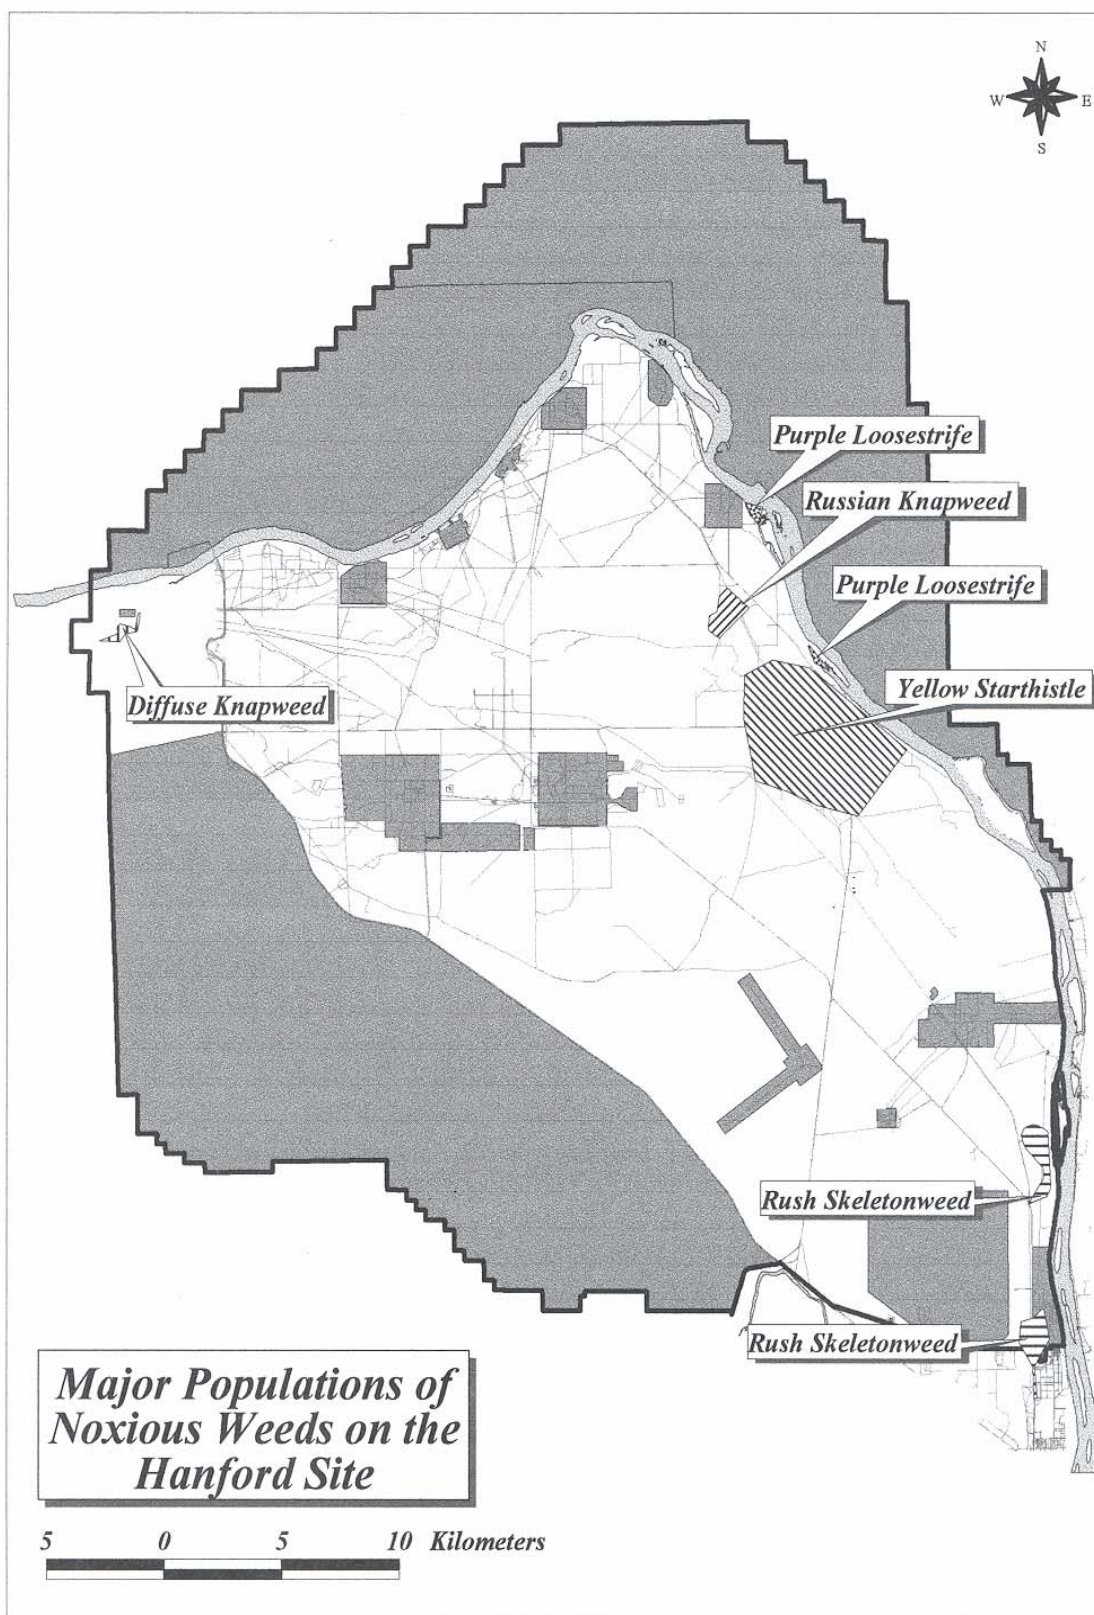 N
W E
S
Purple Loosestrife
Russian Knapweed
Purple Loosestrife
Yellow Starthistle
Diffuse Knapweed
Rush Skeletonweed
Rush Skeletonweed
Major Populations of
Noxious Weeds on the
Hanford Site
5 0 5 10 Kilometers